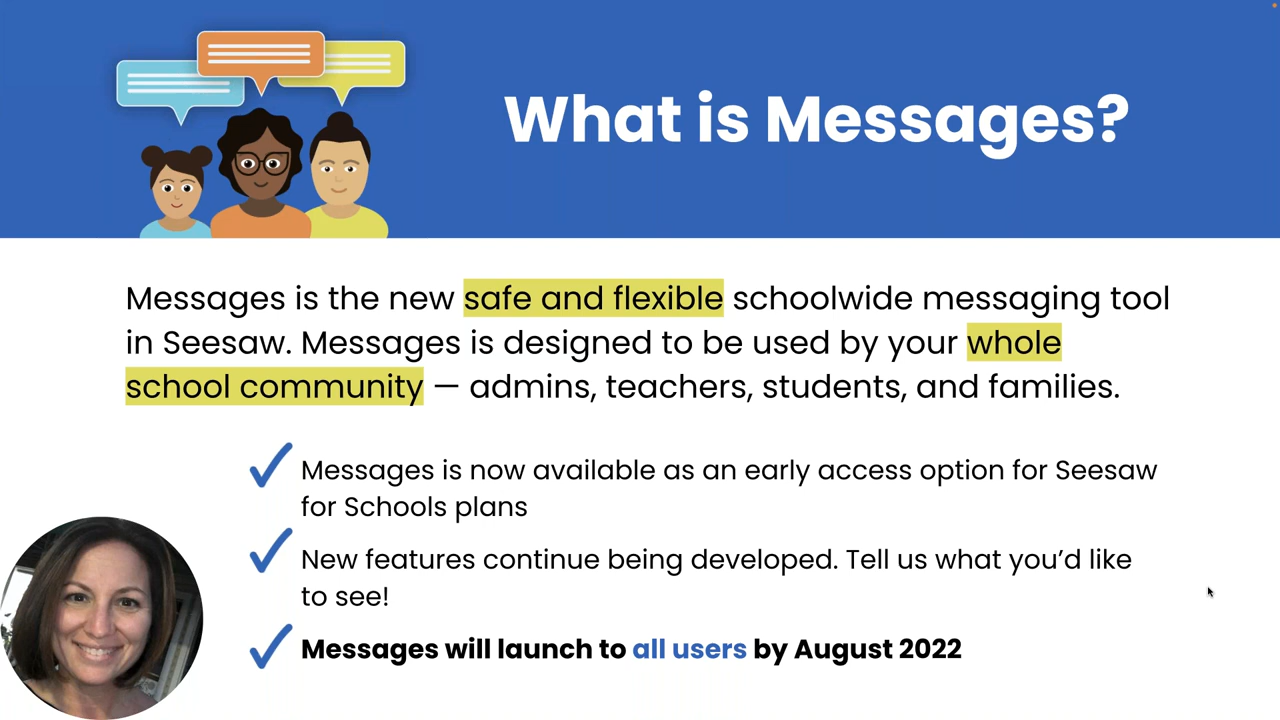 What is Messages?
Messages is the new safe and flexible schoolwide messaging tool
in Seesaw. Messages is designed to be used by your whole
school community — admins, teachers, students, and families.
Messages is now available as an early access option for Seesaw
for Schools plans
New features continue being developed. Tell us what you’d like
to see!
Messages will launch to all users by August 2022